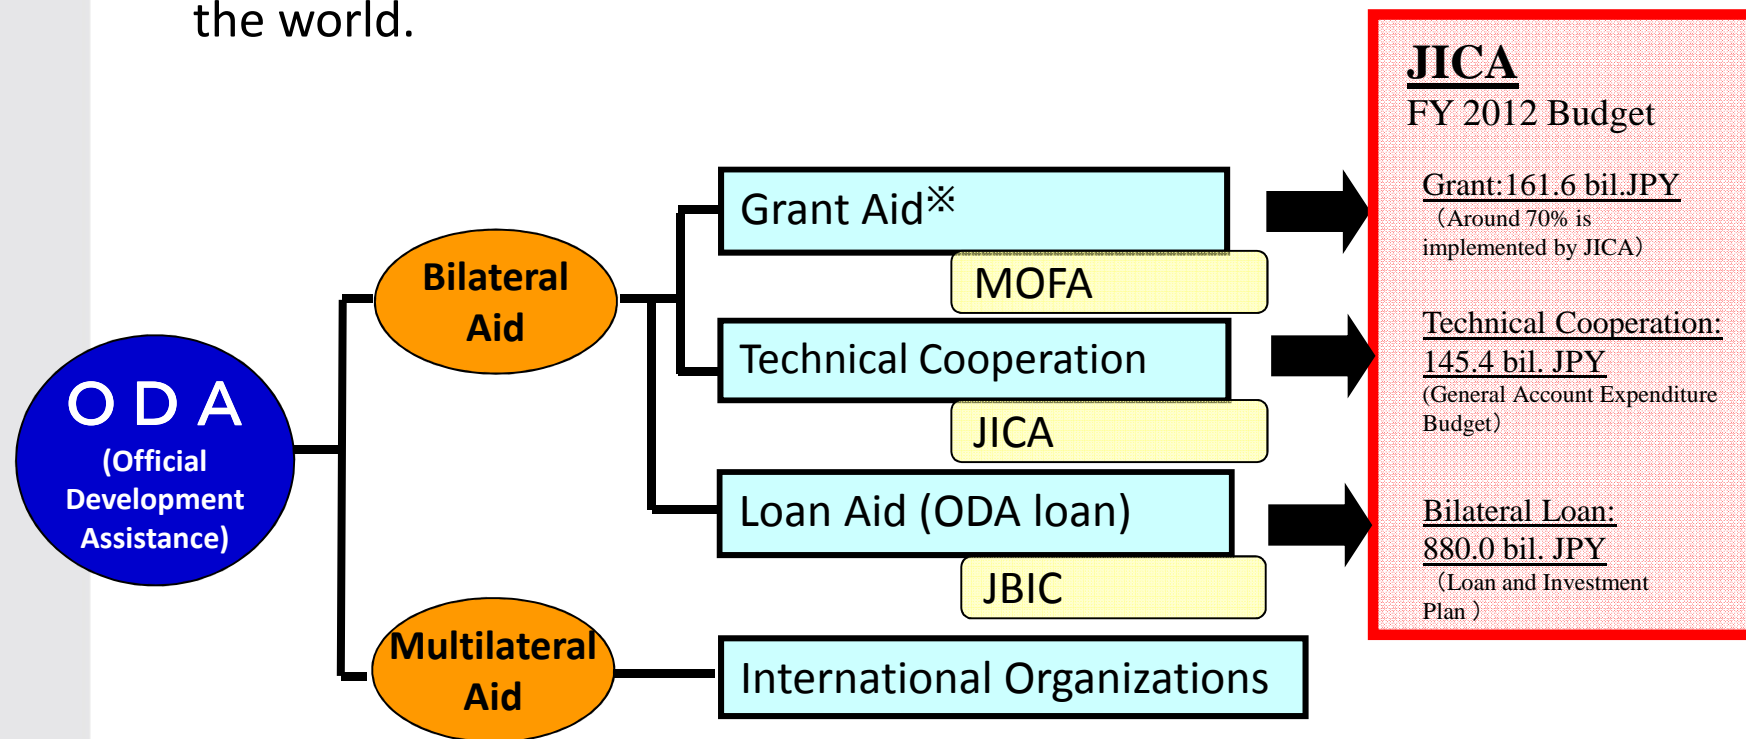 the world.
JICA
FY 2012 Budget
Grant:161.6 bil.JPY
（Around 70% is
implemented by JICA）
Technical Cooperation:
145.4 bil. JPY
(General Account Expenditure
Budget）
Bilateral Loan:
880.0 bil. JPY
（Loan and Investment
Plan ）
ＯＤＡ
(Official
Development
Assistance)
Bilateral
Aid
Grant Aid※
MOFA
Technical Cooperation
JICA
Loan Aid (ODA loan)
JBIC
Multilateral
Aid
International Organizations